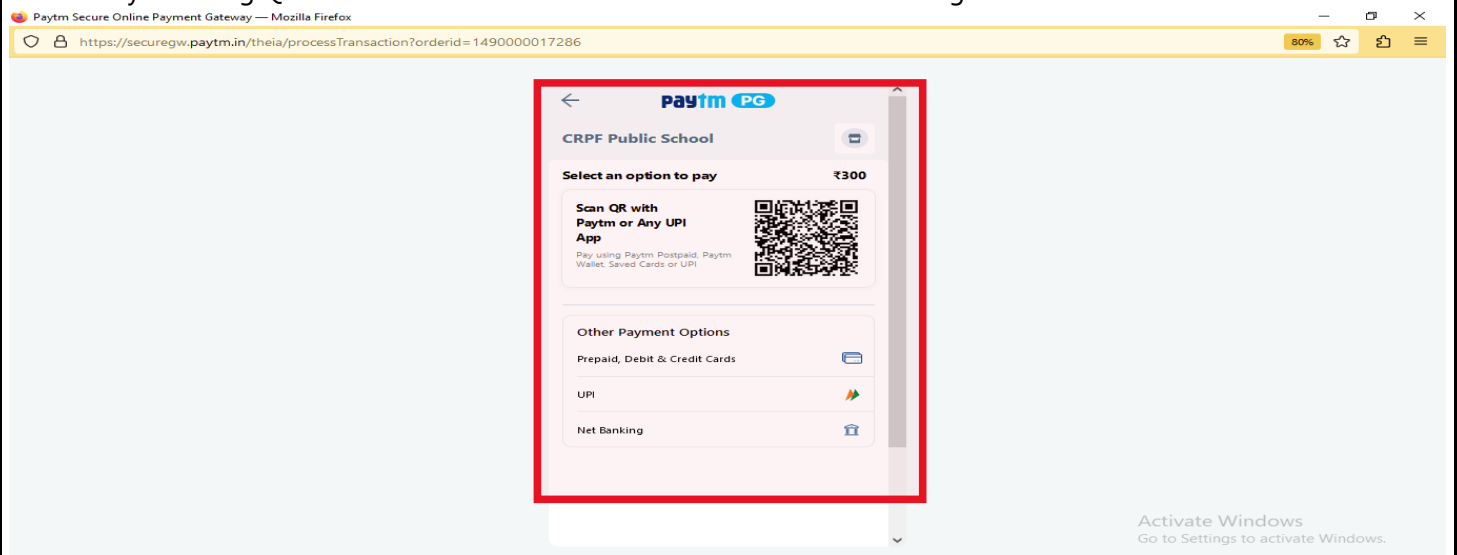 Paytm Secure Online Payment Gateway — Mozilla Firefox
https://securegw.paytm.in/theia/processTransaction?orderid=1490000017286
80%
paytm PG
CRPF Public School
Select an option to pay ₹300
Scan QR with
Paytm or Any UPI
App
Pay using Paytm Postpaid, Paytm
Wallet, Saved Cards or UPI
Other Payment Options
Prepaid, Debit & Credit Cards
UPI
Net Banking
Activate Windows
Go to Settings to activate Windows.